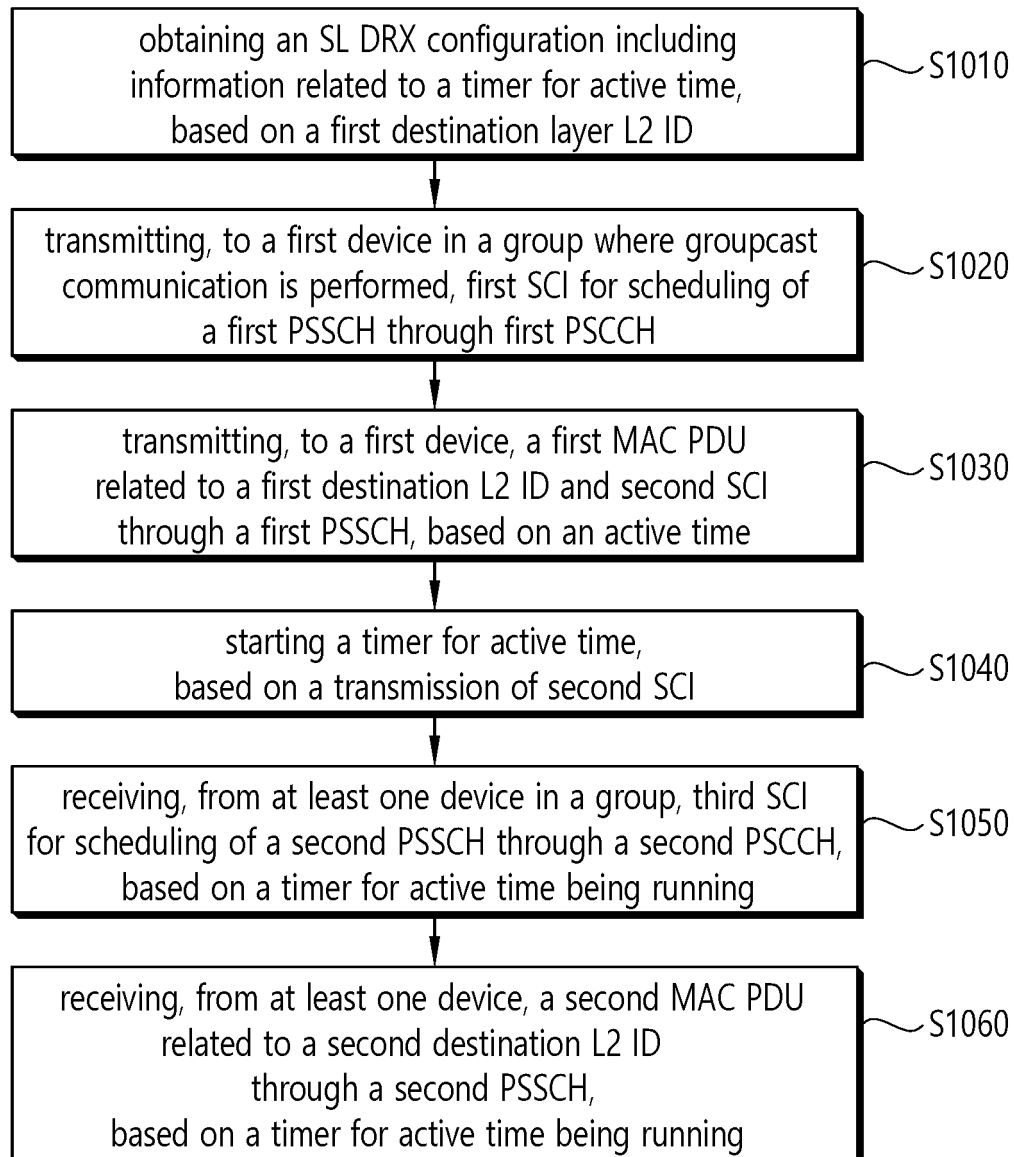 obtaining an SL DRX configuration including
information related to a timer for active time,
based on a first destination layer L2 ID
S1010
transmitting, to a first device in a group where groupcast
communication is performed, first SCI for scheduling of
a first PSSCH through first PSCCH
S1020
transmitting, to a first device, a first MAC PDU
related to a first destination L2 ID and second SCI
through a first PSSCH, based on an active time
S1030
starting a timer for active time,
based on a transmission of second SCI
S1040
receiving, from at least one device in a group, third SCI
for scheduling of a second PSSCH through a second PSCCH,
based on a timer for active time being running
S1050
receiving, from at least one device, a second MAC PDU
related to a second destination L2 ID
through a second PSSCH,
based on a timer for active time being running
S1060